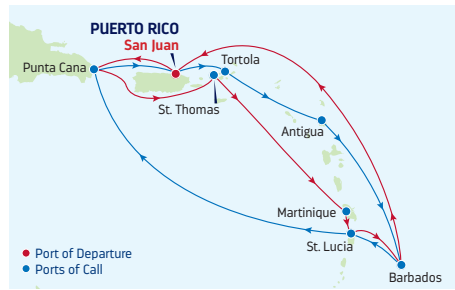 PUERTO RICO
San Juan
Punta Cana
Tortola
St. Thomas
Antigua
Martinique
St. Lucia
Barbados
Port of Departure
Ports of Call